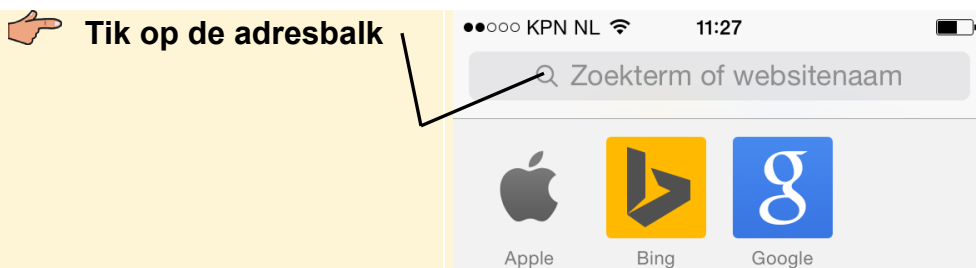 Tik op de adresbalk
KPN NL 11:27
Zoekterm of websitenaam
Apple Bing Google